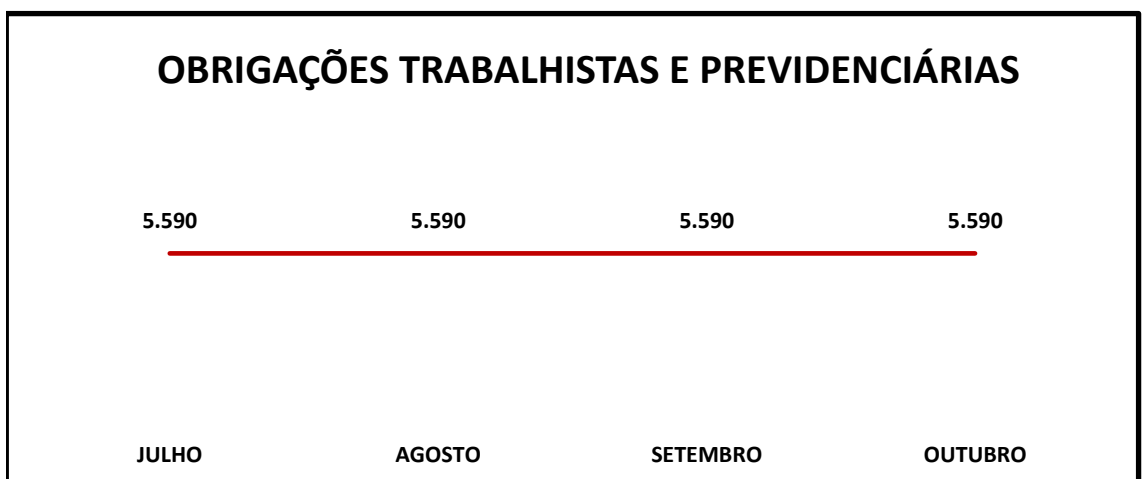 OBRIGAÇÕES TRABALHISTAS E PREVIDENCIÁRIAS
5.590 5.590 5.590 5.590
JULHO AGOSTO SETEMBRO OUTUBRO